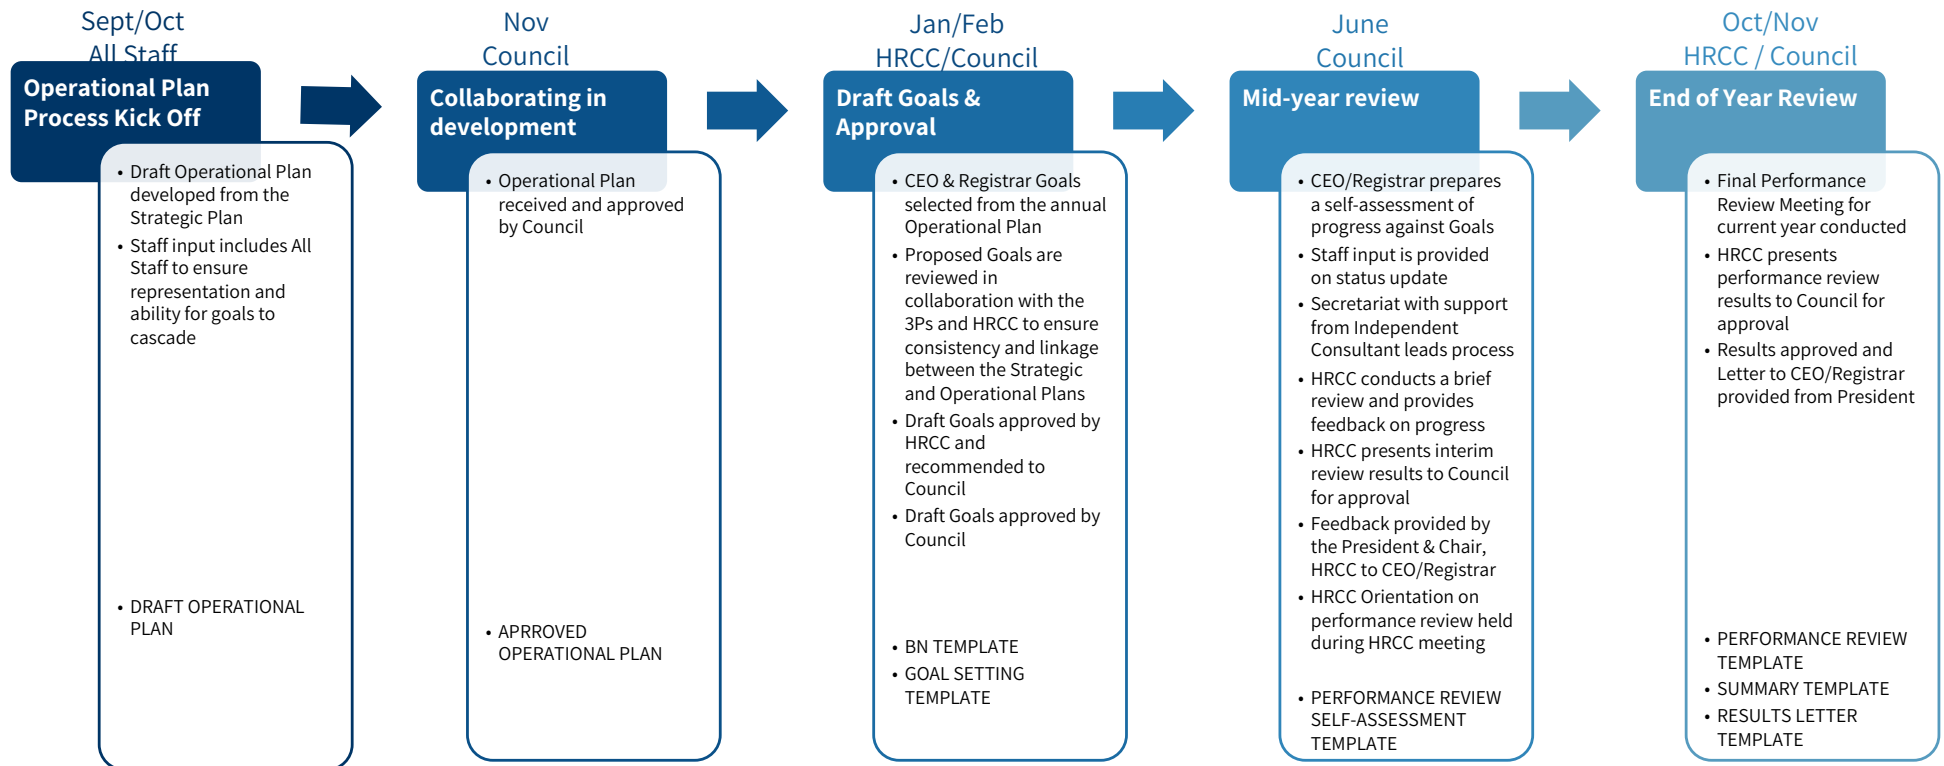 Sept/Oct
All Staff
Operational Plan
Process Kick Off
• Draft Operational Plan
developed from the
Strategic Plan
• Staff input includes All
Staff to ensure
representation and
ability for goals to
cascade
• DRAFT OPERATIONAL
PLAN
Nov
Council
Collaborating in
development
• Operational Plan
received and approved
by Council
• APRROVED
OPERATIONAL PLAN
Jan/Feb
HRCC/Council
Draft Goals &
Approval
• CEO & Registrar Goals
selected from the annual
Operational Plan
• Proposed Goals are
reviewed in
collaboration with the
3Ps and HRCC to ensure
consistency and linkage
between the Strategic
and Operational Plans
• Draft Goals approved by
HRCC and
recommended to
Council
• Draft Goals approved by
Council
• BN TEMPLATE
• GOAL SETTING
TEMPLATE
June
Council
Mid-year review
• CEO/Registrar prepares
a self-assessment of
progress against Goals
• Staff input is provided
on status update
• Secretariat with support
from Independent
Consultant leads process
• HRCC conducts a brief
review and provides
feedback on progress
• HRCC presents interim
review results to Council
for approval
• Feedback provided by
the President & Chair,
HRCC to CEO/Registrar
• HRCC Orientation on
performance review held
during HRCC meeting
• PERFORMANCE REVIEW
SELF-ASSESSMENT
TEMPLATE
Oct/Nov
HRCC / Council
End of Year Review
• Final Performance
Review Meeting for
current year conducted
• HRCC presents
performance review
results to Council for
approval
• Results approved and
Letter to CEO/Registrar
provided from President
• PERFORMANCE REVIEW
TEMPLATE
• SUMMARY TEMPLATE
• RESULTS LETTER
TEMPLATE